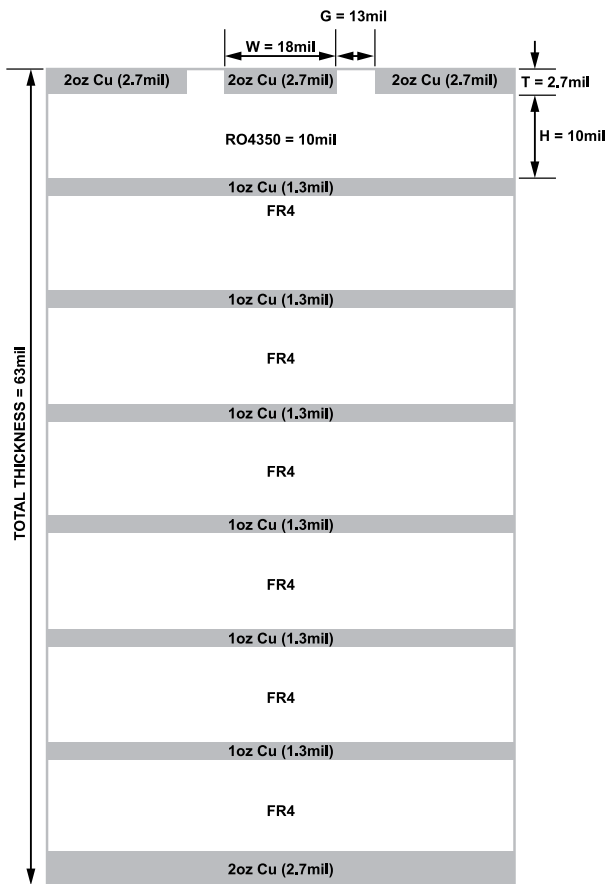 G = 13mil
W = 18mil
2oz Cu (2.7mil) 2oz Cu (2.7mil) 2oz Cu (2.7mil)
T = 2.7mil
RO4350 = 10mil
H = 10mil
1oz Cu (1.3mil)
FR4
1oz Cu (1.3mil)
FR4
1oz Cu (1.3mil)
FR4
1oz Cu (1.3mil)
FR4
1oz Cu (1.3mil)
FR4
1oz Cu (1.3mil)
FR4
2oz Cu (2.7mil)
TOTAL THICKNESS = 63mil